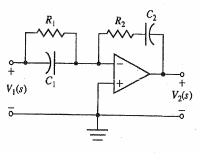 R₁
R₂
C₂
C₁
+
−
+
+
V₁(s)
V₂(s)
−
−